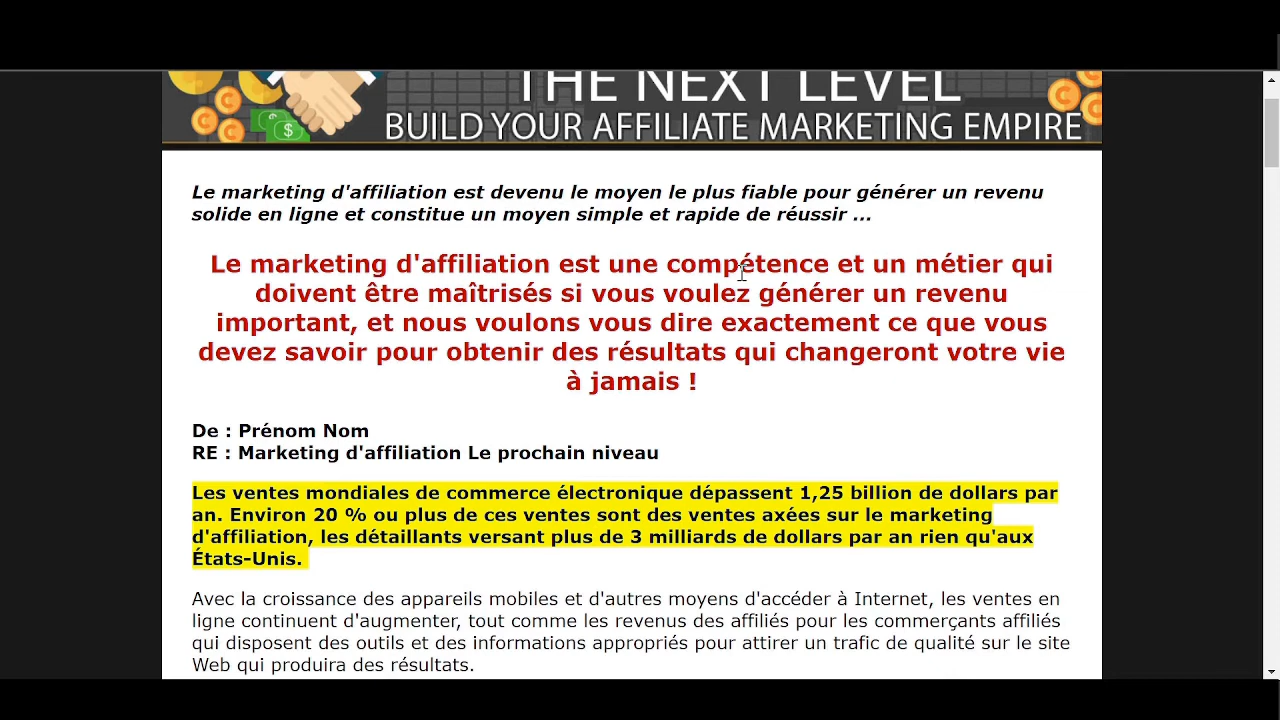 THE NEXT LEVEL
BUILD YOUR AFFILIATE MARKETING EMPIRE
Le marketing d'affiliation est devenu le moyen le plus fiable pour générer un revenu
solide en ligne et constitue un moyen simple et rapide de réussir ...
Le marketing d'affiliation est une compétence et un métier qui
doivent être maîtrisés si vous voulez générer un revenu
important, et nous voulons vous dire exactement ce que vous
devez savoir pour obtenir des résultats qui changeront votre vie
à jamais !
De : Prénom Nom
RE : Marketing d'affiliation Le prochain niveau
Les ventes mondiales de commerce électronique dépassent 1,25 billion de dollars par
an. Environ 20 % ou plus de ces ventes sont des ventes axées sur le marketing
d'affiliation, les détaillants versant plus de 3 milliards de dollars par an rien qu'aux
États-Unis.
Avec la croissance des appareils mobiles et d'autres moyens d'accéder à Internet, les ventes en
ligne continuent d'augmenter, tout comme les revenus des affiliés pour les commerçants affiliés
qui disposent des outils et des informations appropriés pour attirer un trafic de qualité sur le site
Web qui produira des résultats.